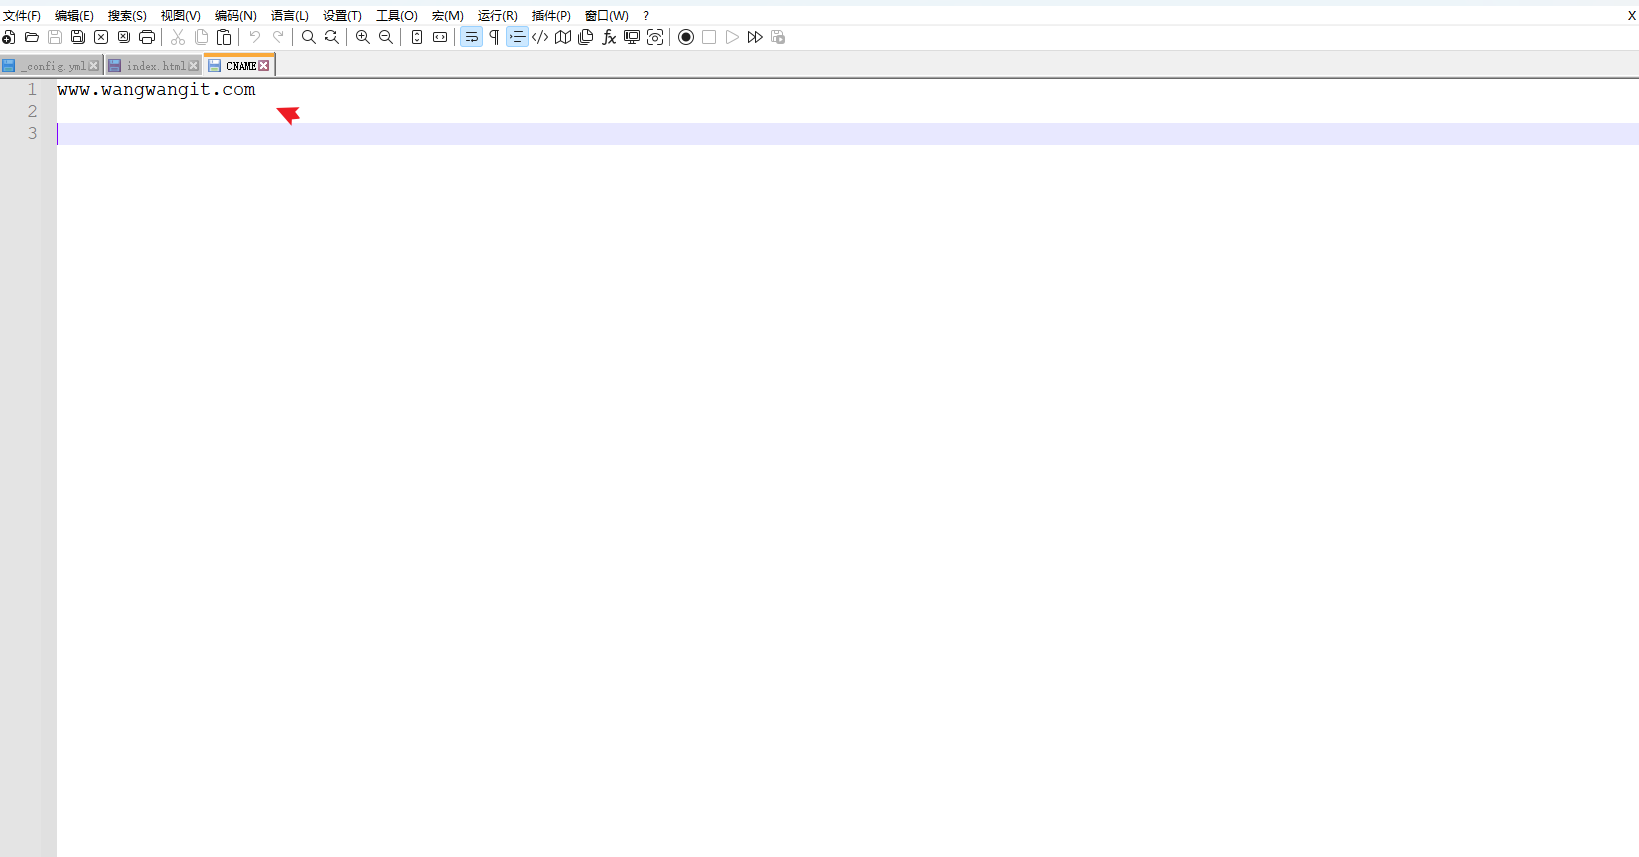 文件(F) 编辑(E) 搜索(S) 视图(V) 编码(N) 语言(L) 设置(T) 工具(O) 宏(M) 运行(R) 插件(P) 窗口(W) ? X
_config.yml index.html CNAME
1 www.wangwangit.com
2
3